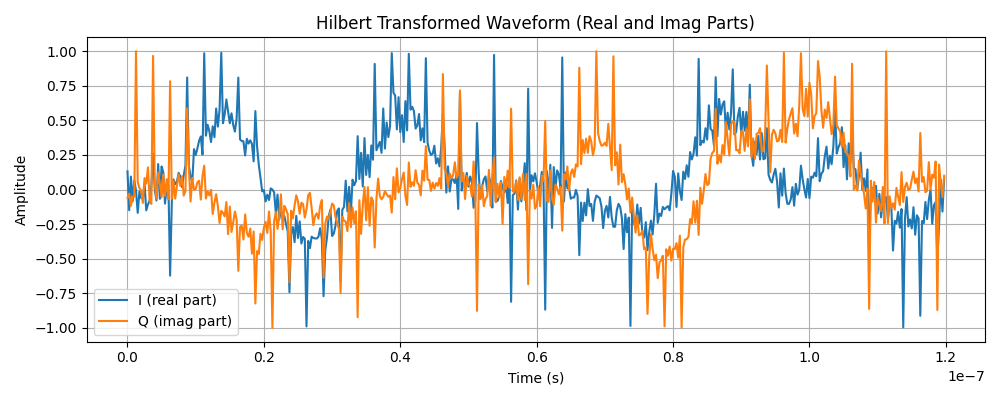 Hilbert Transformed Waveform (Real and Imag Parts)
Amplitude
1.00
0.75
0.50
0.25
0.00
−0.25
−0.50
−0.75
−1.00
I (real part)
Q (imag part)
0.0 0.2 0.4 0.6 0.8 1.0 1.2
1e−7
Time (s)